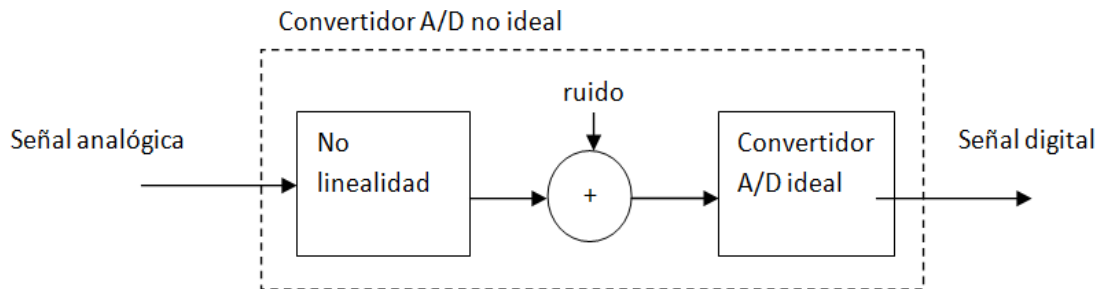 Convertidor A/D no ideal
ruido
Señal analógica
No
linealidad
+
Convertidor
A/D ideal
Señal digital